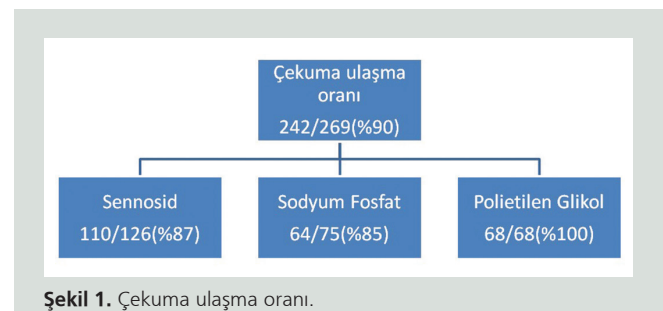 Çekuma ulaşma
oranı
242/269(%90)
Sennosid
110/126(%87)
Sodyum Fosfat
64/75(%85)
Polietilen Glikol
68/68(%100)
Şekil 1. Çekuma ulaşma oranı.